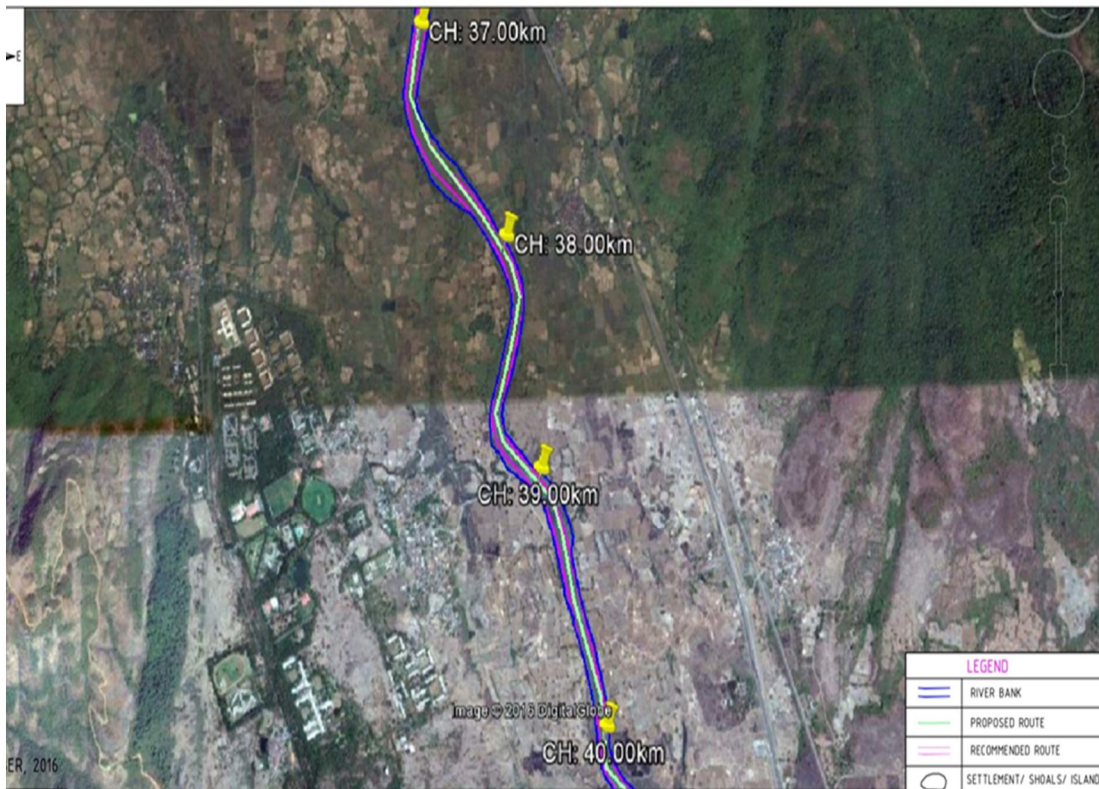 CH: 37.00km
E
CH: 38.00km
CH: 39.00km
Image © 2016 DigitalGlobe
CH: 40.00km
LEGEND
RIVER BANK
PROPOSED ROUTE
RECOMMENDED ROUTE
SETTLEMENT/ SHOALS/ ISLAND
ER, 2016